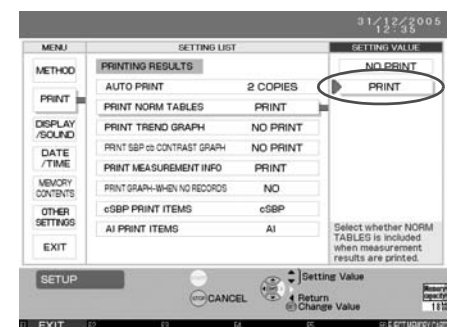 31/12/2005
12:35
MENU
SETTING LIST
SETTING VALUE
METHOD
PRINT
DISPLAY
/SOUND
DATE
/TIME
MEMORY
CONTENTS
OTHER
SETTINGS
EXIT
PRINTING RESULTS
AUTO PRINT 2 COPIES
PRINT NORM TABLES PRINT
PRINT TREND GRAPH NO PRINT
PRINT SBP cb CONTRAST GRAPH NO PRINT
PRINT MEASUREMENT INFO PRINT
PRINT GRAPH-WHEN NO RECORDS NO
cSBP PRINT ITEMS cSBP
AI PRINT ITEMS AI
NO PRINT
PRINT
Select whether NORM
TABLES is included
when measurement
results are printed.
SETUP
CANCEL
Setting Value
Return
Change Value
Memory
capacity
EXIT